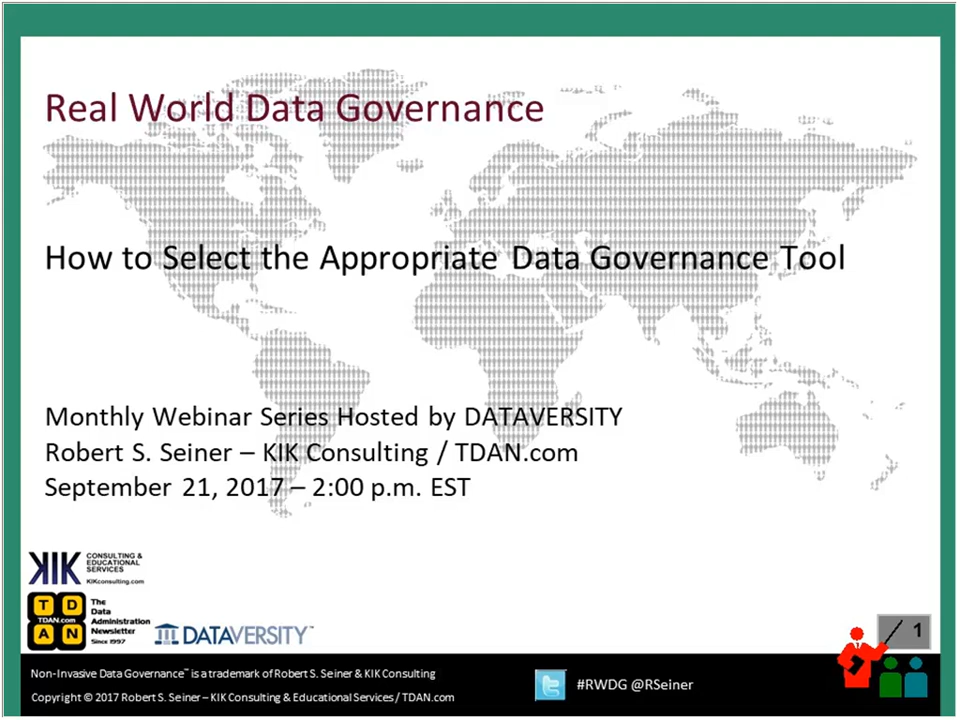 Real World Data Governance
How to Select the Appropriate Data Governance Tool
Monthly Webinar Series Hosted by DATAVERSITY
Robert S. Seiner – KIK Consulting / TDAN.com
September 21, 2017 – 2:00 p.m. EST
KIK
CONSULTING &
EDUCATIONAL
SERVICES
KIKconsulting.com
T D
TDAN.com
A N
The
Data
Administration
Newsletter
Since 1997
DATAVERSITY™
1
Non-Invasive Data Governance™ is a trademark of Robert S. Seiner & KIK Consulting
Copyright © 2017 Robert S. Seiner – KIK Consulting & Educational Services / TDAN.com
#RWDG @RSeiner